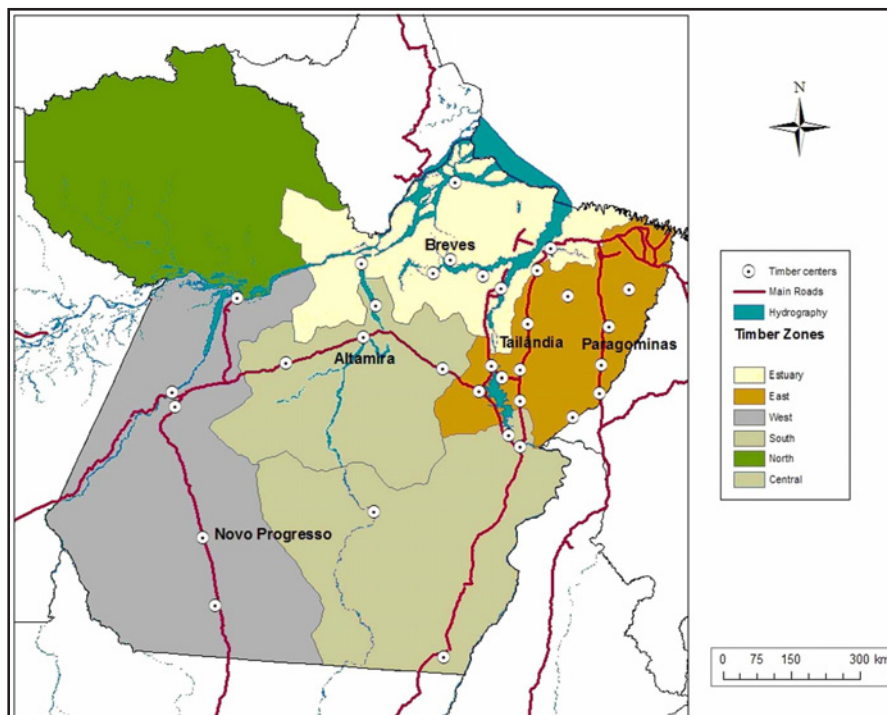 N
Breves
Tailândia
Paragominas
Altamira
Novo Progresso
Timber centers
Main Roads
Hydrography
Timber Zones
Estuary
East
West
South
North
Central
0 75 150 300 km